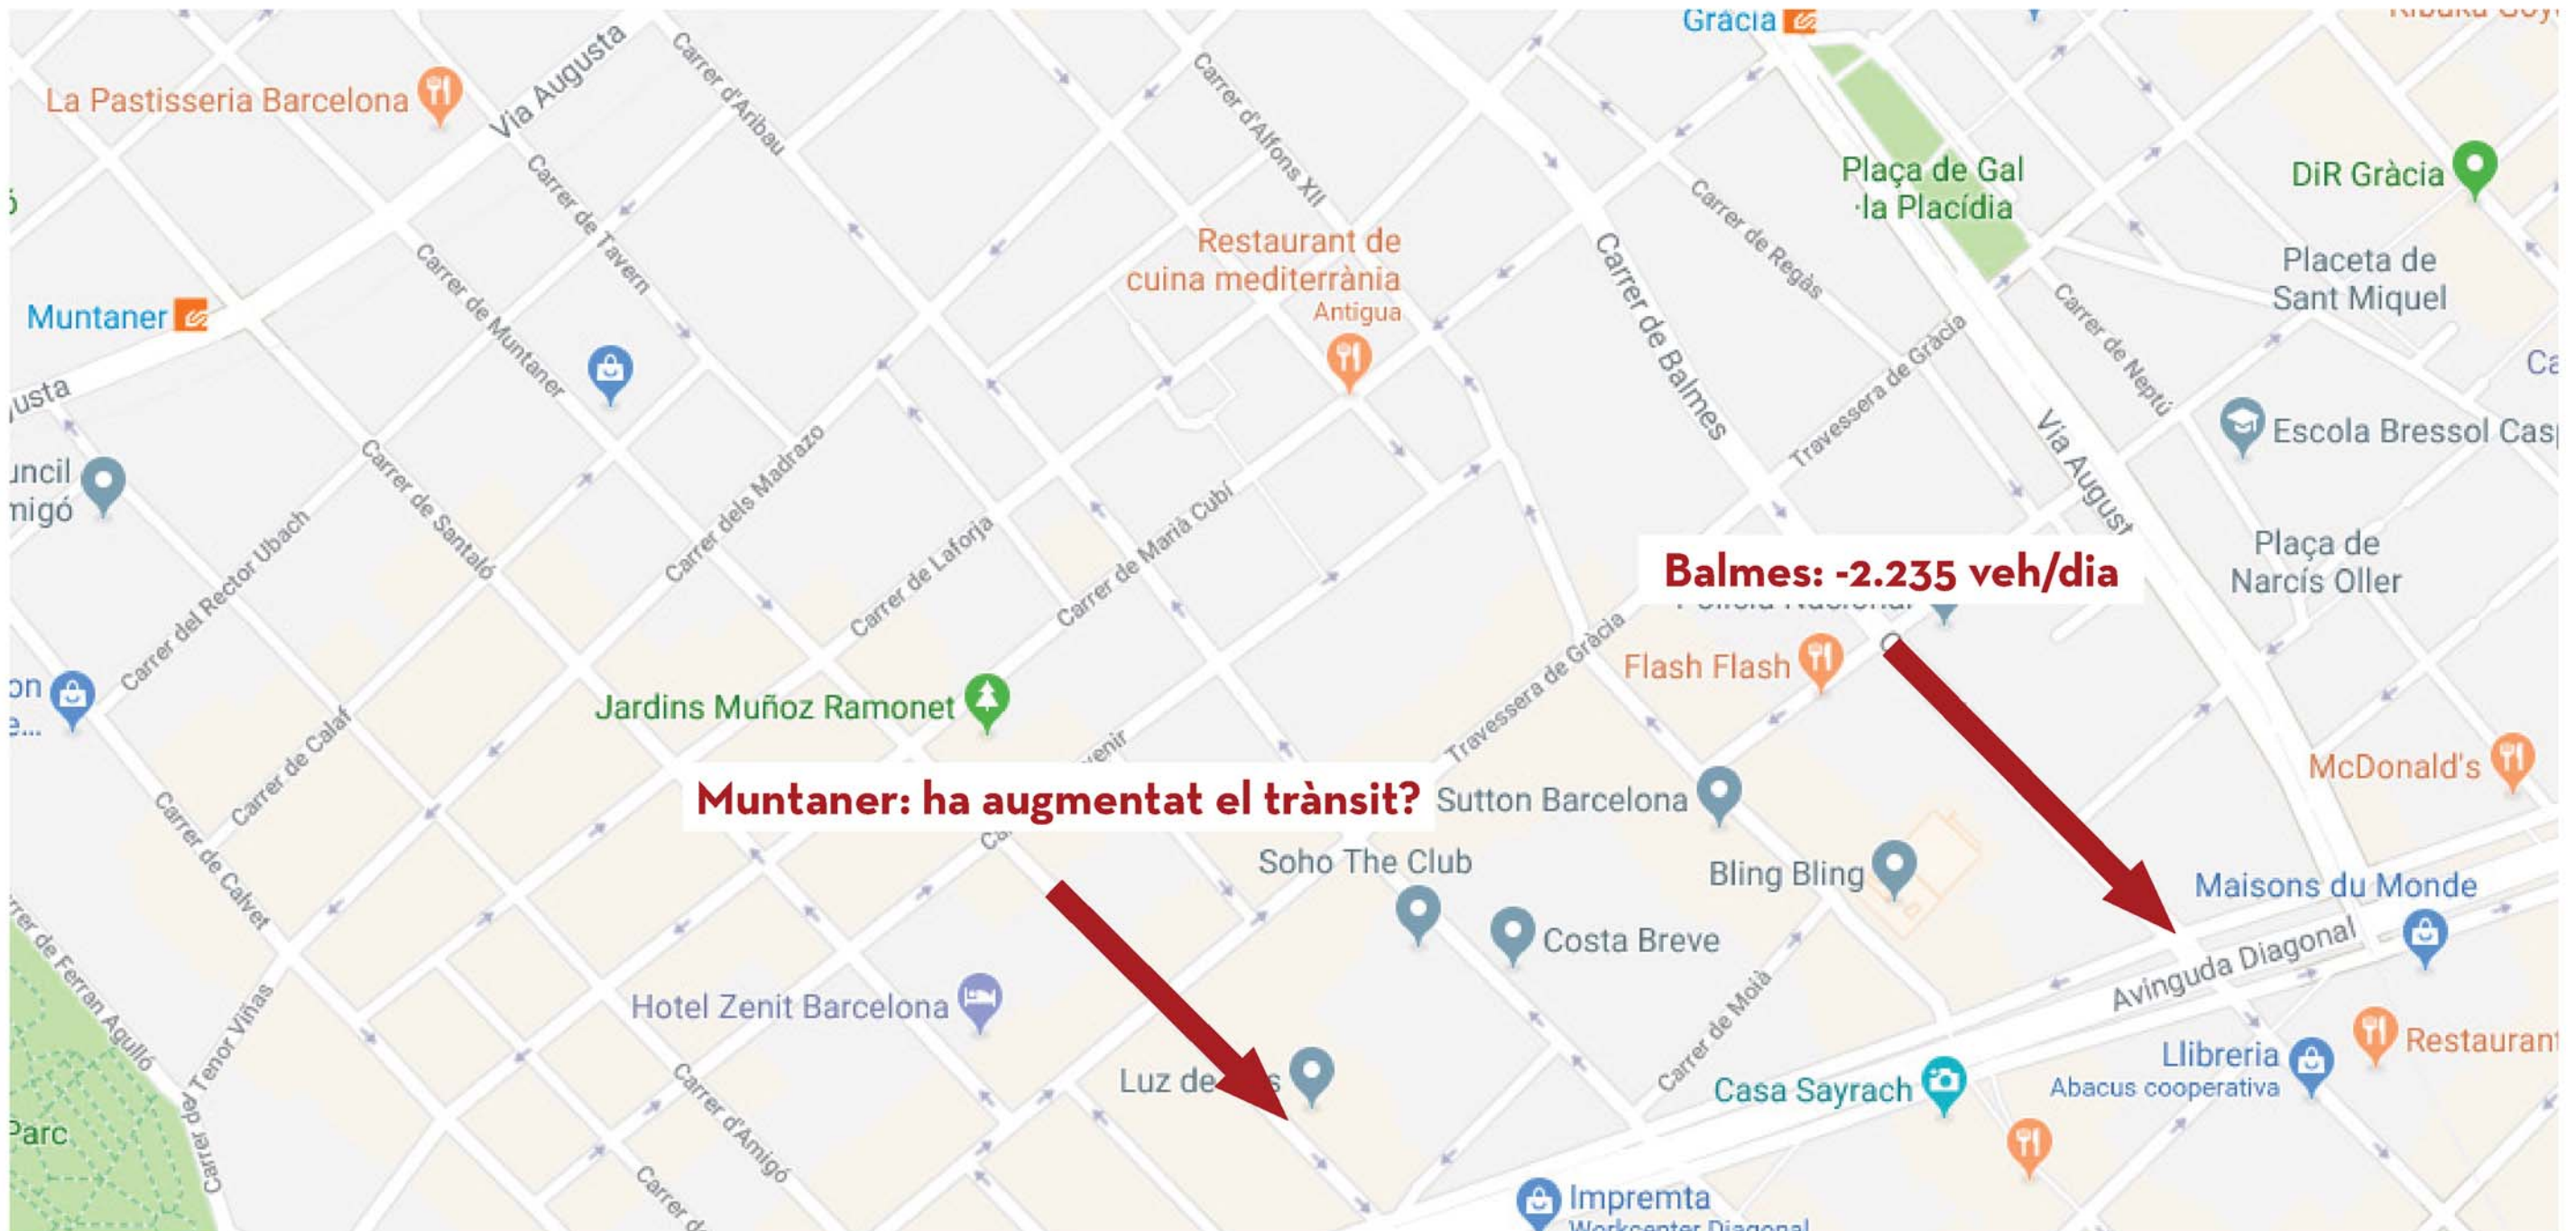 Gràcia
La Pastisseria Barcelona
Via Augusta
Carrer d'Aribau
Carrer d'Alfons XII
Carrer de Tavern
Plaça de Gal
·la Placídia
DiR Gràcia
Carrer de Regàs
Restaurant de
cuina mediterrània
Antigua
Placeta de
Sant Miquel
Carrer de Muntaner
Carrer de Balmes
Carrer de Neptú
Muntaner
Travessera de Gràcia
Via August
Escola Bressol Cas
Carrer de Santaló
Carrer dels Madrazo
Carrer de Marià Cubí
Carrer del Rector Ubach
Carrer de Laforja
Plaça de
Narcís Oller
Balmes: -2.235 veh/dia
Flash Flash
Travessera de Gràcia
Jardins Muñoz Ramonet
Carrer de Calaf
McDonald's
Muntaner: ha augmentat el trànsit?
Sutton Barcelona
Carrer de Calvet
Soho The Club
Bling Bling
Maisons du Monde
Costa Breve
Avinguda Diagonal
Hotel Zenit Barcelona
Carrer de Moià
Carrer de Tenor Viñas
Luz de
Casa Sayrach
Llibreria
Abacus cooperativa
Restaurant
Carrer d'Amigó
Parc
Carrer d
Impremta
Workcenter Diagonal